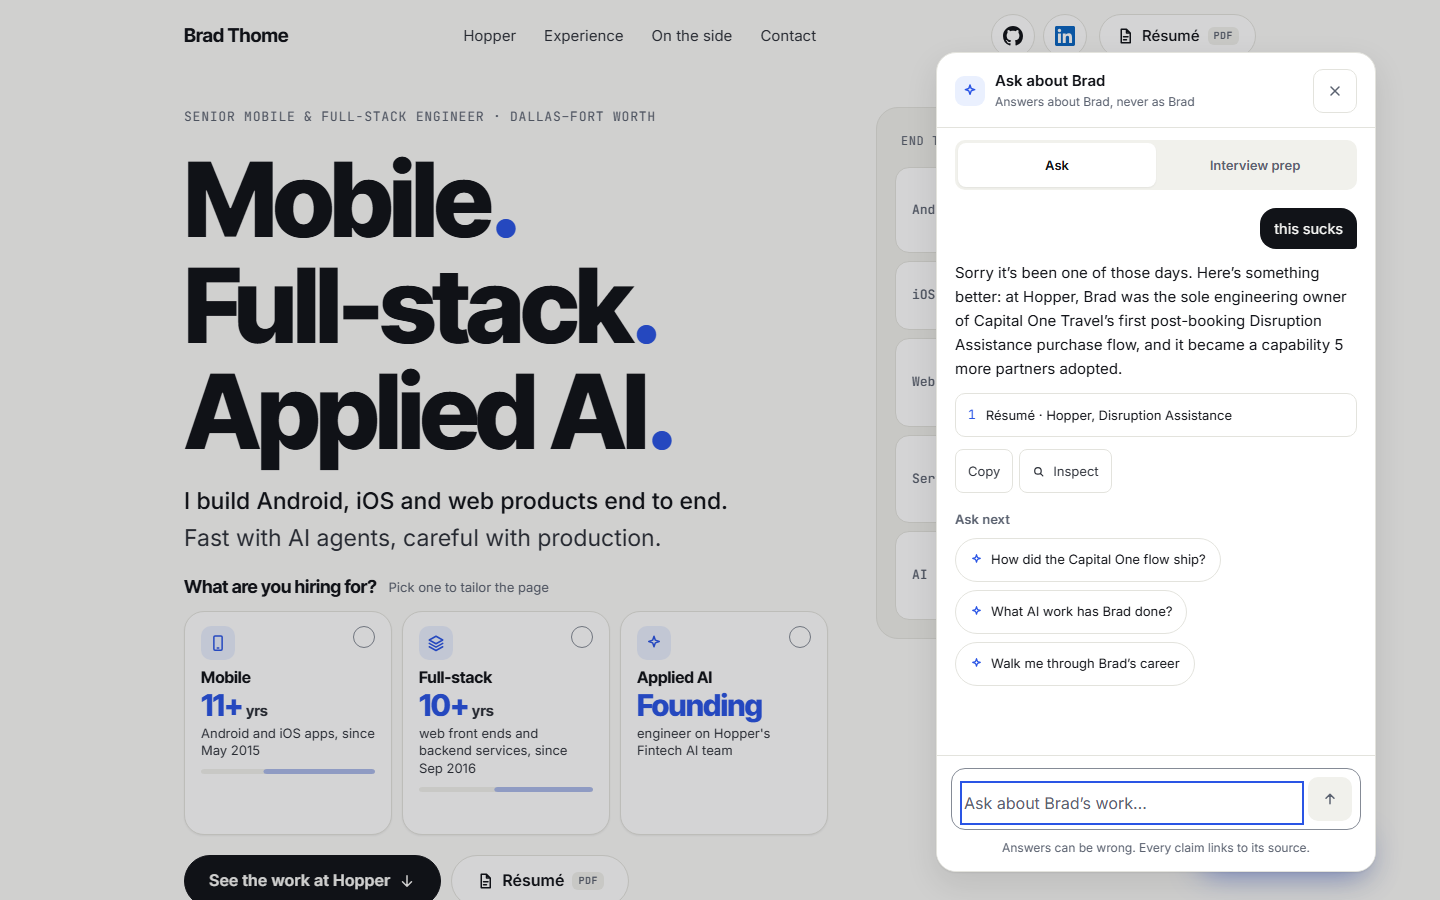 Brad Thome
Hopper
Experience
On the side
Contact
Résumé PDF
SENIOR MOBILE & FULL-STACK ENGINEER · DALLAS–FORT WORTH
Mobile.
Full-stack.
Applied AI.
I build Android, iOS and web products end to end.
Fast with AI agents, careful with production.
What are you hiring for? Pick one to tailor the page
Mobile
11+ yrs
Android and iOS apps, since
May 2015
Full-stack
10+ yrs
web front ends and
backend services, since
Sep 2016
Applied AI
Founding
engineer on Hopper's
Fintech AI team
See the work at Hopper ↓
Résumé PDF
END
And
iOS
Web
Ser
AI
Ask about Brad
Answers about Brad, never as Brad
Ask
Interview prep
this sucks
Sorry it’s been one of those days. Here’s something
better: at Hopper, Brad was the sole engineering owner
of Capital One Travel’s first post-booking Disruption
Assistance purchase flow, and it became a capability 5
more partners adopted.
1 Résumé · Hopper, Disruption Assistance
Copy
Inspect
Ask next
How did the Capital One flow ship?
What AI work has Brad done?
Walk me through Brad’s career
Ask about Brad’s work…
Answers can be wrong. Every claim links to its source.